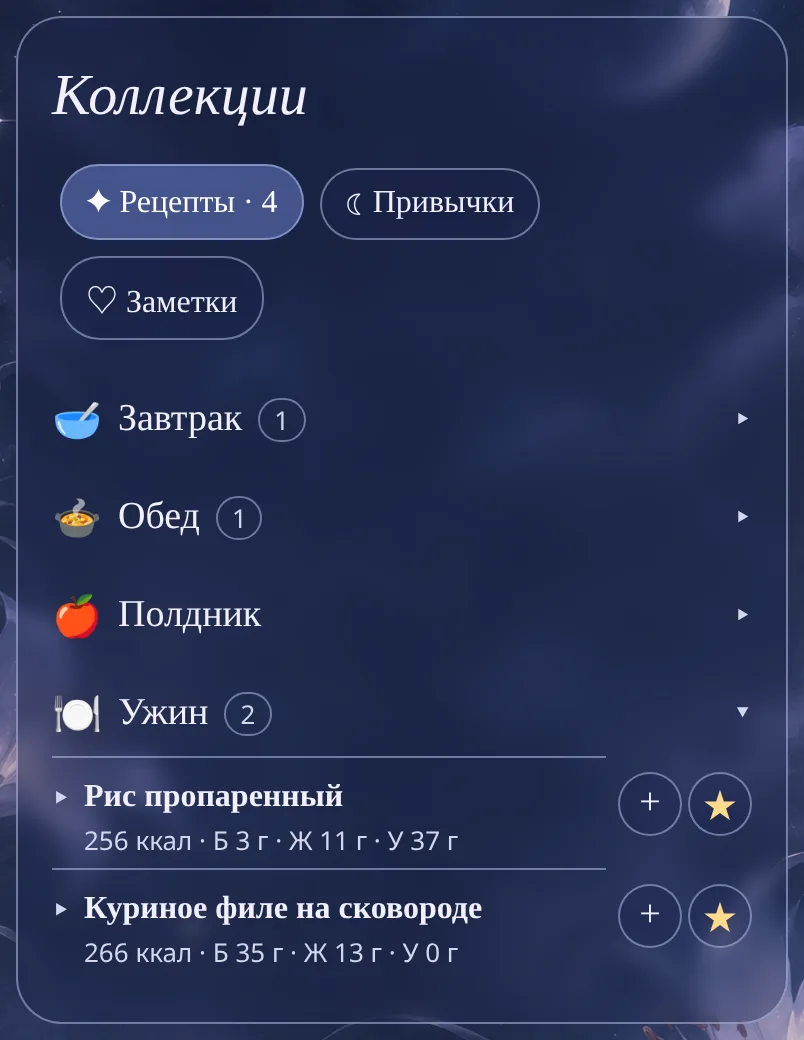 Коллекции
✦ Рецепты · 4
☾ Привычки
♡ Заметки
Завтрак 1
Обед 1
Полдник
Ужин 2
Рис пропаренный
256 ккал · Б 3 г · Ж 11 г · У 37 г
Куриное филе на сковороде
266 ккал · Б 35 г · Ж 13 г · У 0 г